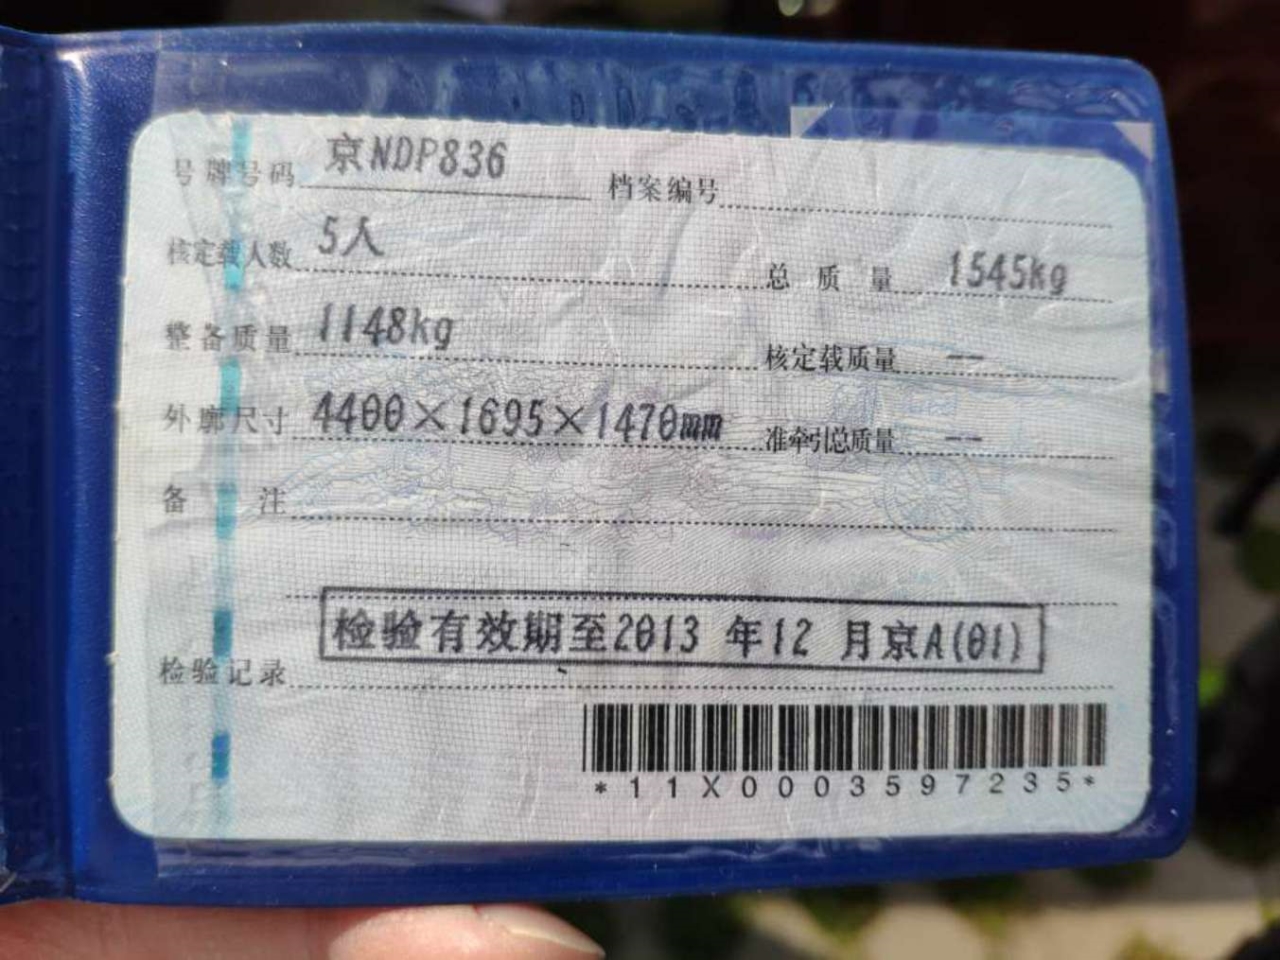 号牌号码 京NDP836 档案编号
核定载人数 5人 总质量 1545kg
整备质量 1148kg 核定载质量 --
外廓尺寸 4400×1695×1470mm 准牵引总质量 --
备注
检验有效期至2013 年12 月京A(01)
检验记录
*11X0003597235*